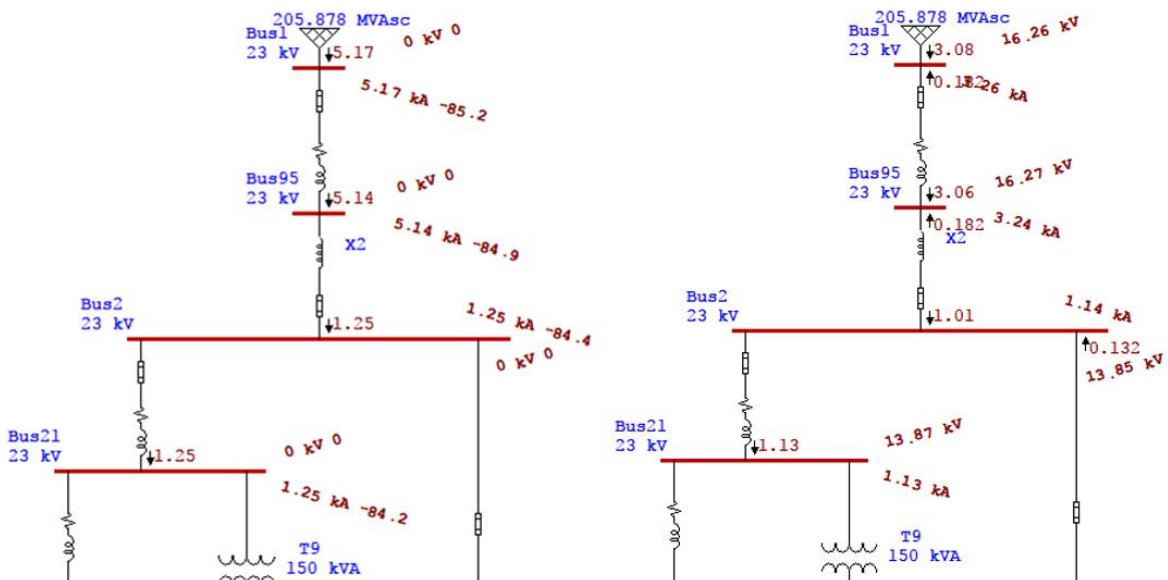 205.878 MVAsc
Bus1
23 kV
5.17
0 kV 0
5.17 kA -85.2
Bus95
23 kV
5.14
0 kV 0
5.14 kA -84.9
X2
Bus2
23 kV
1.25
1.25 kA -84.4
0 kV 0
Bus21
23 kV
1.25
0 kV 0
1.25 kA -84.2
T9
150 kVA
205.878 MVAsc
Bus1
23 kV
3.08
16.26 kV
0.182
3.26 kA
Bus95
23 kV
3.06
16.27 kV
0.182
3.24 kA
X2
Bus2
23 kV
1.01
1.14 kA
0.132
13.85 kV
Bus21
23 kV
1.13
13.87 kV
1.13 kA
T9
150 kVA